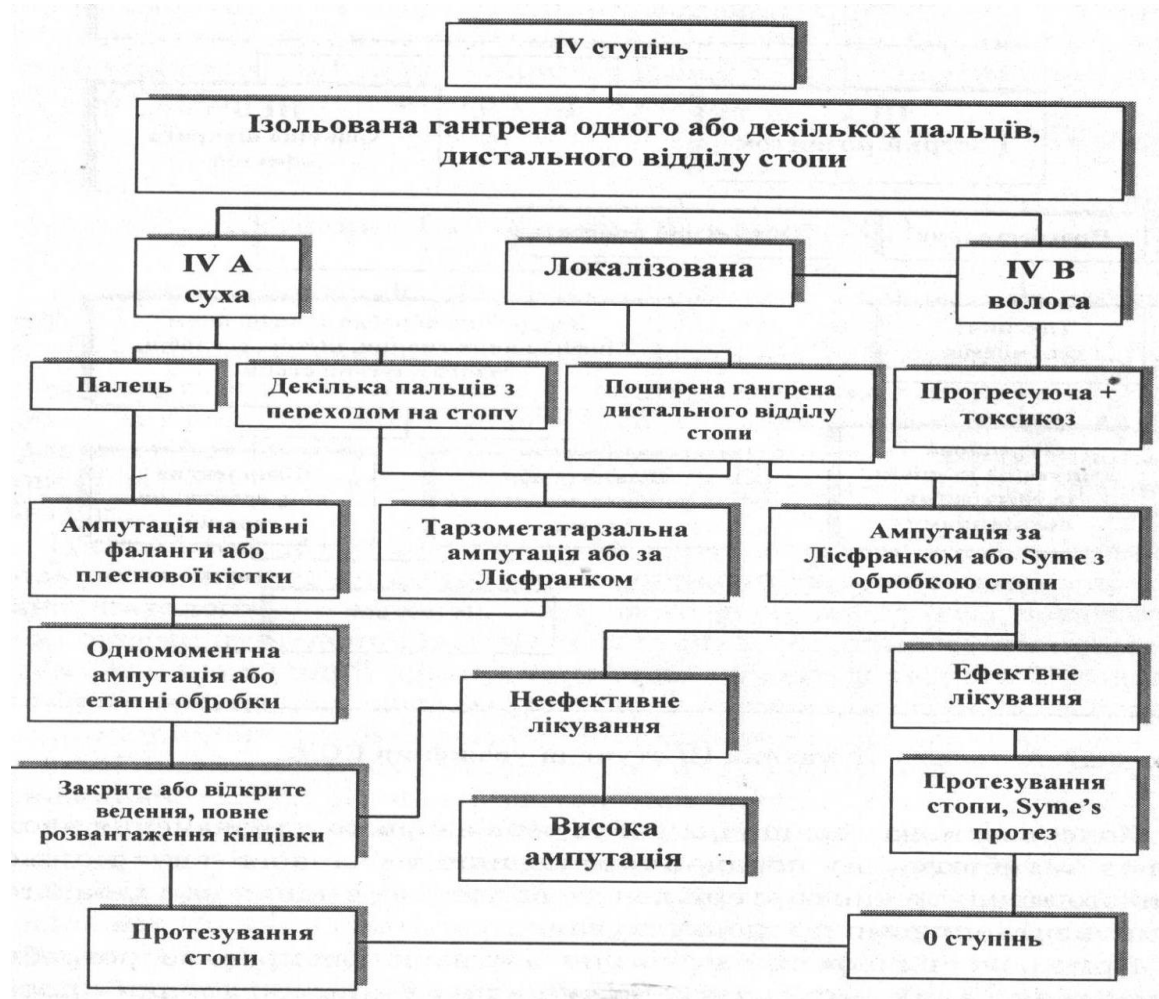 IV ступінь
Ізольована гангрена одного або декількох пальців,
дистального відділу стопи
IV А
суха
Локалізована
IV В
волога
Палець
Декілька пальців з
переходом на стопу
Поширена гангрена
дистального відділу
стопи
Прогресуюча +
токсикоз
Ампутація на рівні
фаланги або
плеснової кістки
Тарзометатарзальна
ампутація або за
Лісфранком
Ампутація за
Лісфранком або Syme з
обробкою стопи
Одномоментна
ампутація або
етапні обробки
Неефективне
лікування
Ефектвне
лікування
Закрите або відкрите
ведення, повне
розвантаження кінцівки
Висока
ампутація
Протезування
стопи, Syme's
протез
Протезування
стопи
0 ступінь